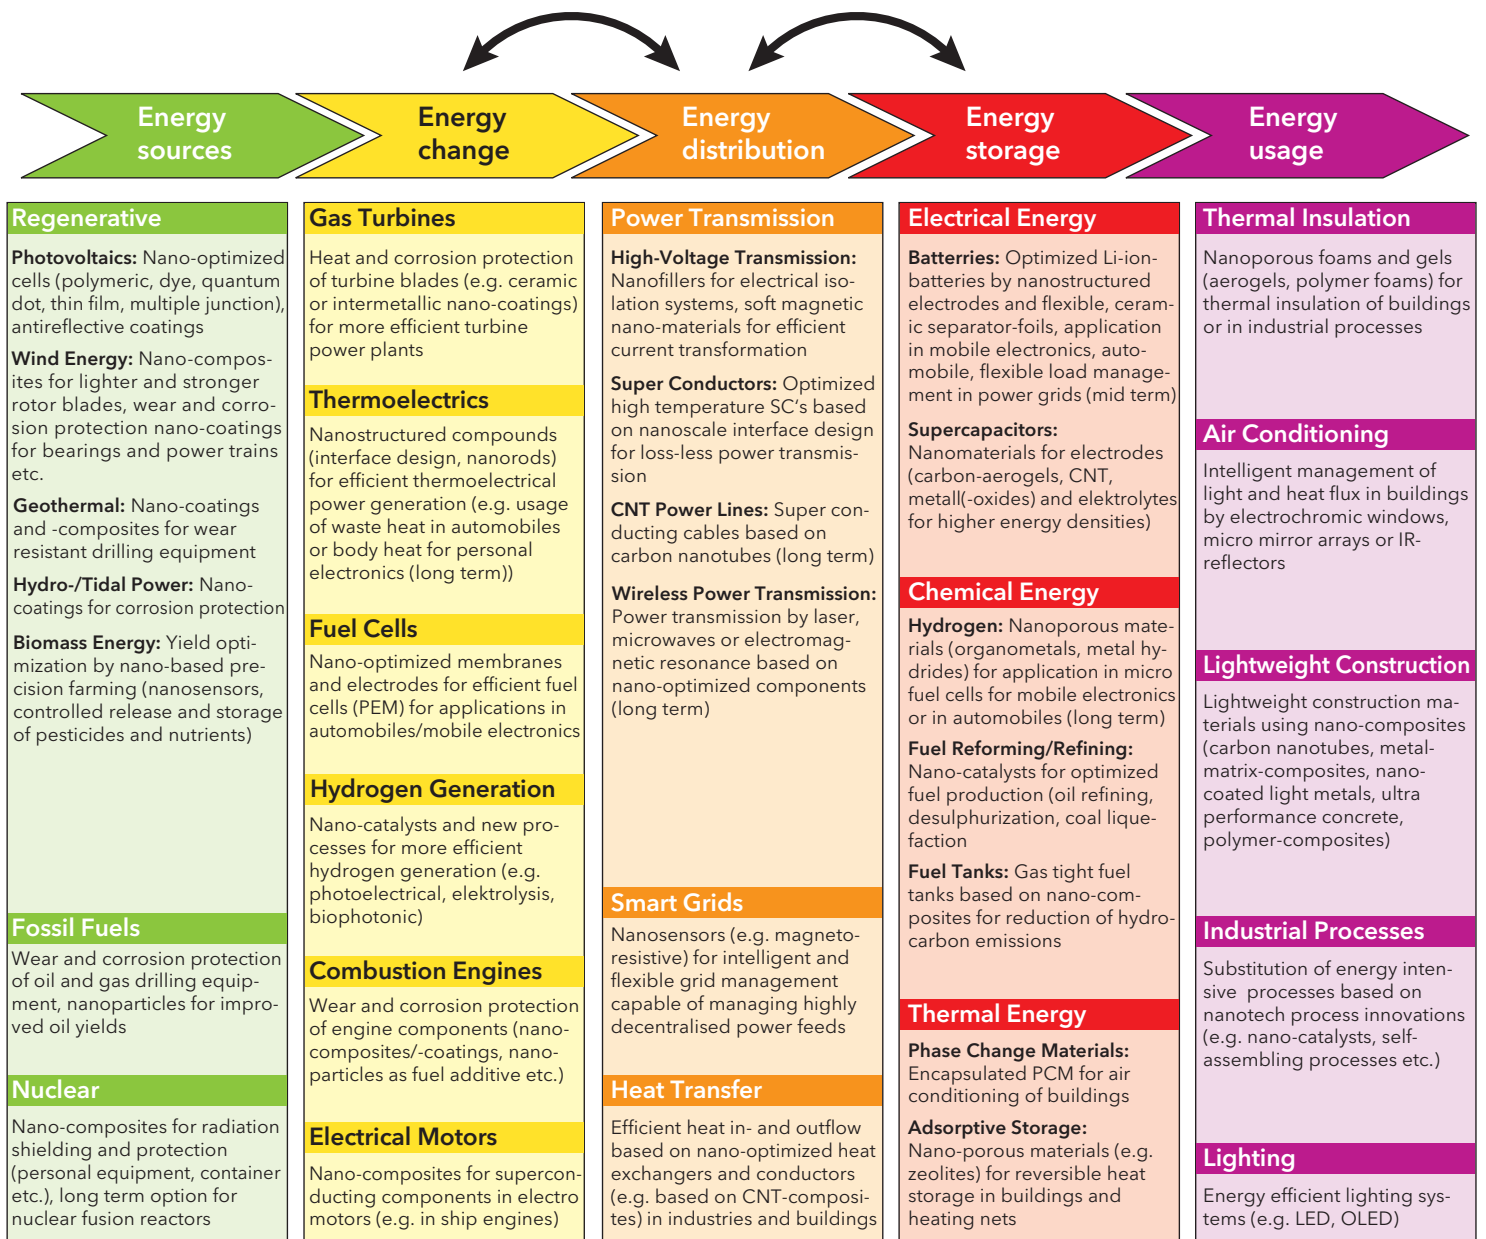 Energy
sources
Energy
change
Energy
distribution
Energy
storage
Energy
usage
Regenerative
Photovoltaics: Nano-optimized
cells (polymeric, dye, quantum
dot, thin film, multiple junction),
antireflective coatings
Wind Energy: Nano-compos-
ites for lighter and stronger
rotor blades, wear and corro-
sion protection nano-coatings
for bearings and power trains
etc.
Geothermal: Nano-coatings
and -composites for wear
resistant drilling equipment
Hydro-/Tidal Power: Nano-
coatings for corrosion protection
Biomass Energy: Yield opti-
mization by nano-based pre-
cision farming (nanosensors,
controlled release and storage
of pesticides and nutrients)
Fossil Fuels
Wear and corrosion protection
of oil and gas drilling equip-
ment, nanoparticles for impro-
ved oil yields
Nuclear
Nano-composites for radiation
shielding and protection
(personal equipment, container
etc.), long term option for
nuclear fusion reactors
Gas Turbines
Heat and corrosion protection
of turbine blades (e.g. ceramic
or intermetallic nano-coatings)
for more efficient turbine
power plants
Thermoelectrics
Nanostructured compounds
(interface design, nanorods)
for efficient thermoelectrical
power generation (e.g. usage
of waste heat in automobiles
or body heat for personal
electronics (long term))
Fuel Cells
Nano-optimized membranes
and electrodes for efficient fuel
cells (PEM) for applications in
automobiles/mobile electronics
Hydrogen Generation
Nano-catalysts and new pro-
cesses for more efficient
hydrogen generation (e.g.
photoelectrical, elektrolysis,
biophotonic)
Combustion Engines
Wear and corrosion protection
of engine components (nano-
composites/-coatings, nano-
particles as fuel additive etc.)
Electrical Motors
Nano-composites for supercon-
ducting components in electro
motors (e.g. in ship engines)
Power Transmission
High-Voltage Transmission:
Nanofillers for electrical iso-
lation systems, soft magnetic
nano-materials for efficient
current transformation
Super Conductors: Optimized
high temperature SC's based
on nanoscale interface design
for loss-less power transmis-
sion
CNT Power Lines: Super con-
ducting cables based on
carbon nanotubes (long term)
Wireless Power Transmission:
Power transmission by laser,
microwaves or electromag-
netic resonance based on
nano-optimized components
(long term)
Smart Grids
Nanosensors (e.g. magneto-
resistive) for intelligent and
flexible grid management
capable of managing highly
decentralised power feeds
Heat Transfer
Efficient heat in- and outflow
based on nano-optimized heat
exchangers and conductors
(e.g. based on CNT-composi-
tes) in industries and buildings
Electrical Energy
Batterries: Optimized Li-ion-
batteries by nanostructured
electrodes and flexible, ceram-
ic separator-foils, application
in mobile electronics, auto-
mobile, flexible load manage-
ment in power grids (mid term)
Supercapacitors:
Nanomaterials for electrodes
(carbon-aerogels, CNT,
metall(-oxides) and elektrolytes
for higher energy densities)
Chemical Energy
Hydrogen: Nanoporous mate-
rials (organometals, metal hy-
drides) for application in micro
fuel cells for mobile electronics
or in automobiles (long term)
Fuel Reforming/Refining:
Nano-catalysts for optimized
fuel production (oil refining,
desulphurization, coal lique-
faction
Fuel Tanks: Gas tight fuel
tanks based on nano-com-
posites for reduction of hydro-
carbon emissions
Thermal Energy
Phase Change Materials:
Encapsulated PCM for air
conditioning of buildings
Adsorptive Storage:
Nano-porous materials (e.g.
zeolites) for reversible heat
storage in buildings and
heating nets
Thermal Insulation
Nanoporous foams and gels
(aerogels, polymer foams) for
thermal insulation of buildings
or in industrial processes
Air Conditioning
Intelligent management of
light and heat flux in buildings
by electrochromic windows,
micro mirror arrays or IR-
reflectors
Lightweight Construction
Lightweight construction ma-
terials using nano-composites
(carbon nanotubes, metal-
matrix-composites, nano-
coated light metals, ultra
performance concrete,
polymer-composites)
Industrial Processes
Substitution of energy inten-
sive processes based on
nanotech process innovations
(e.g. nano-catalysts, self-
assembling processes etc.)
Lighting
Energy efficient lighting sys-
tems (e.g. LED, OLED)